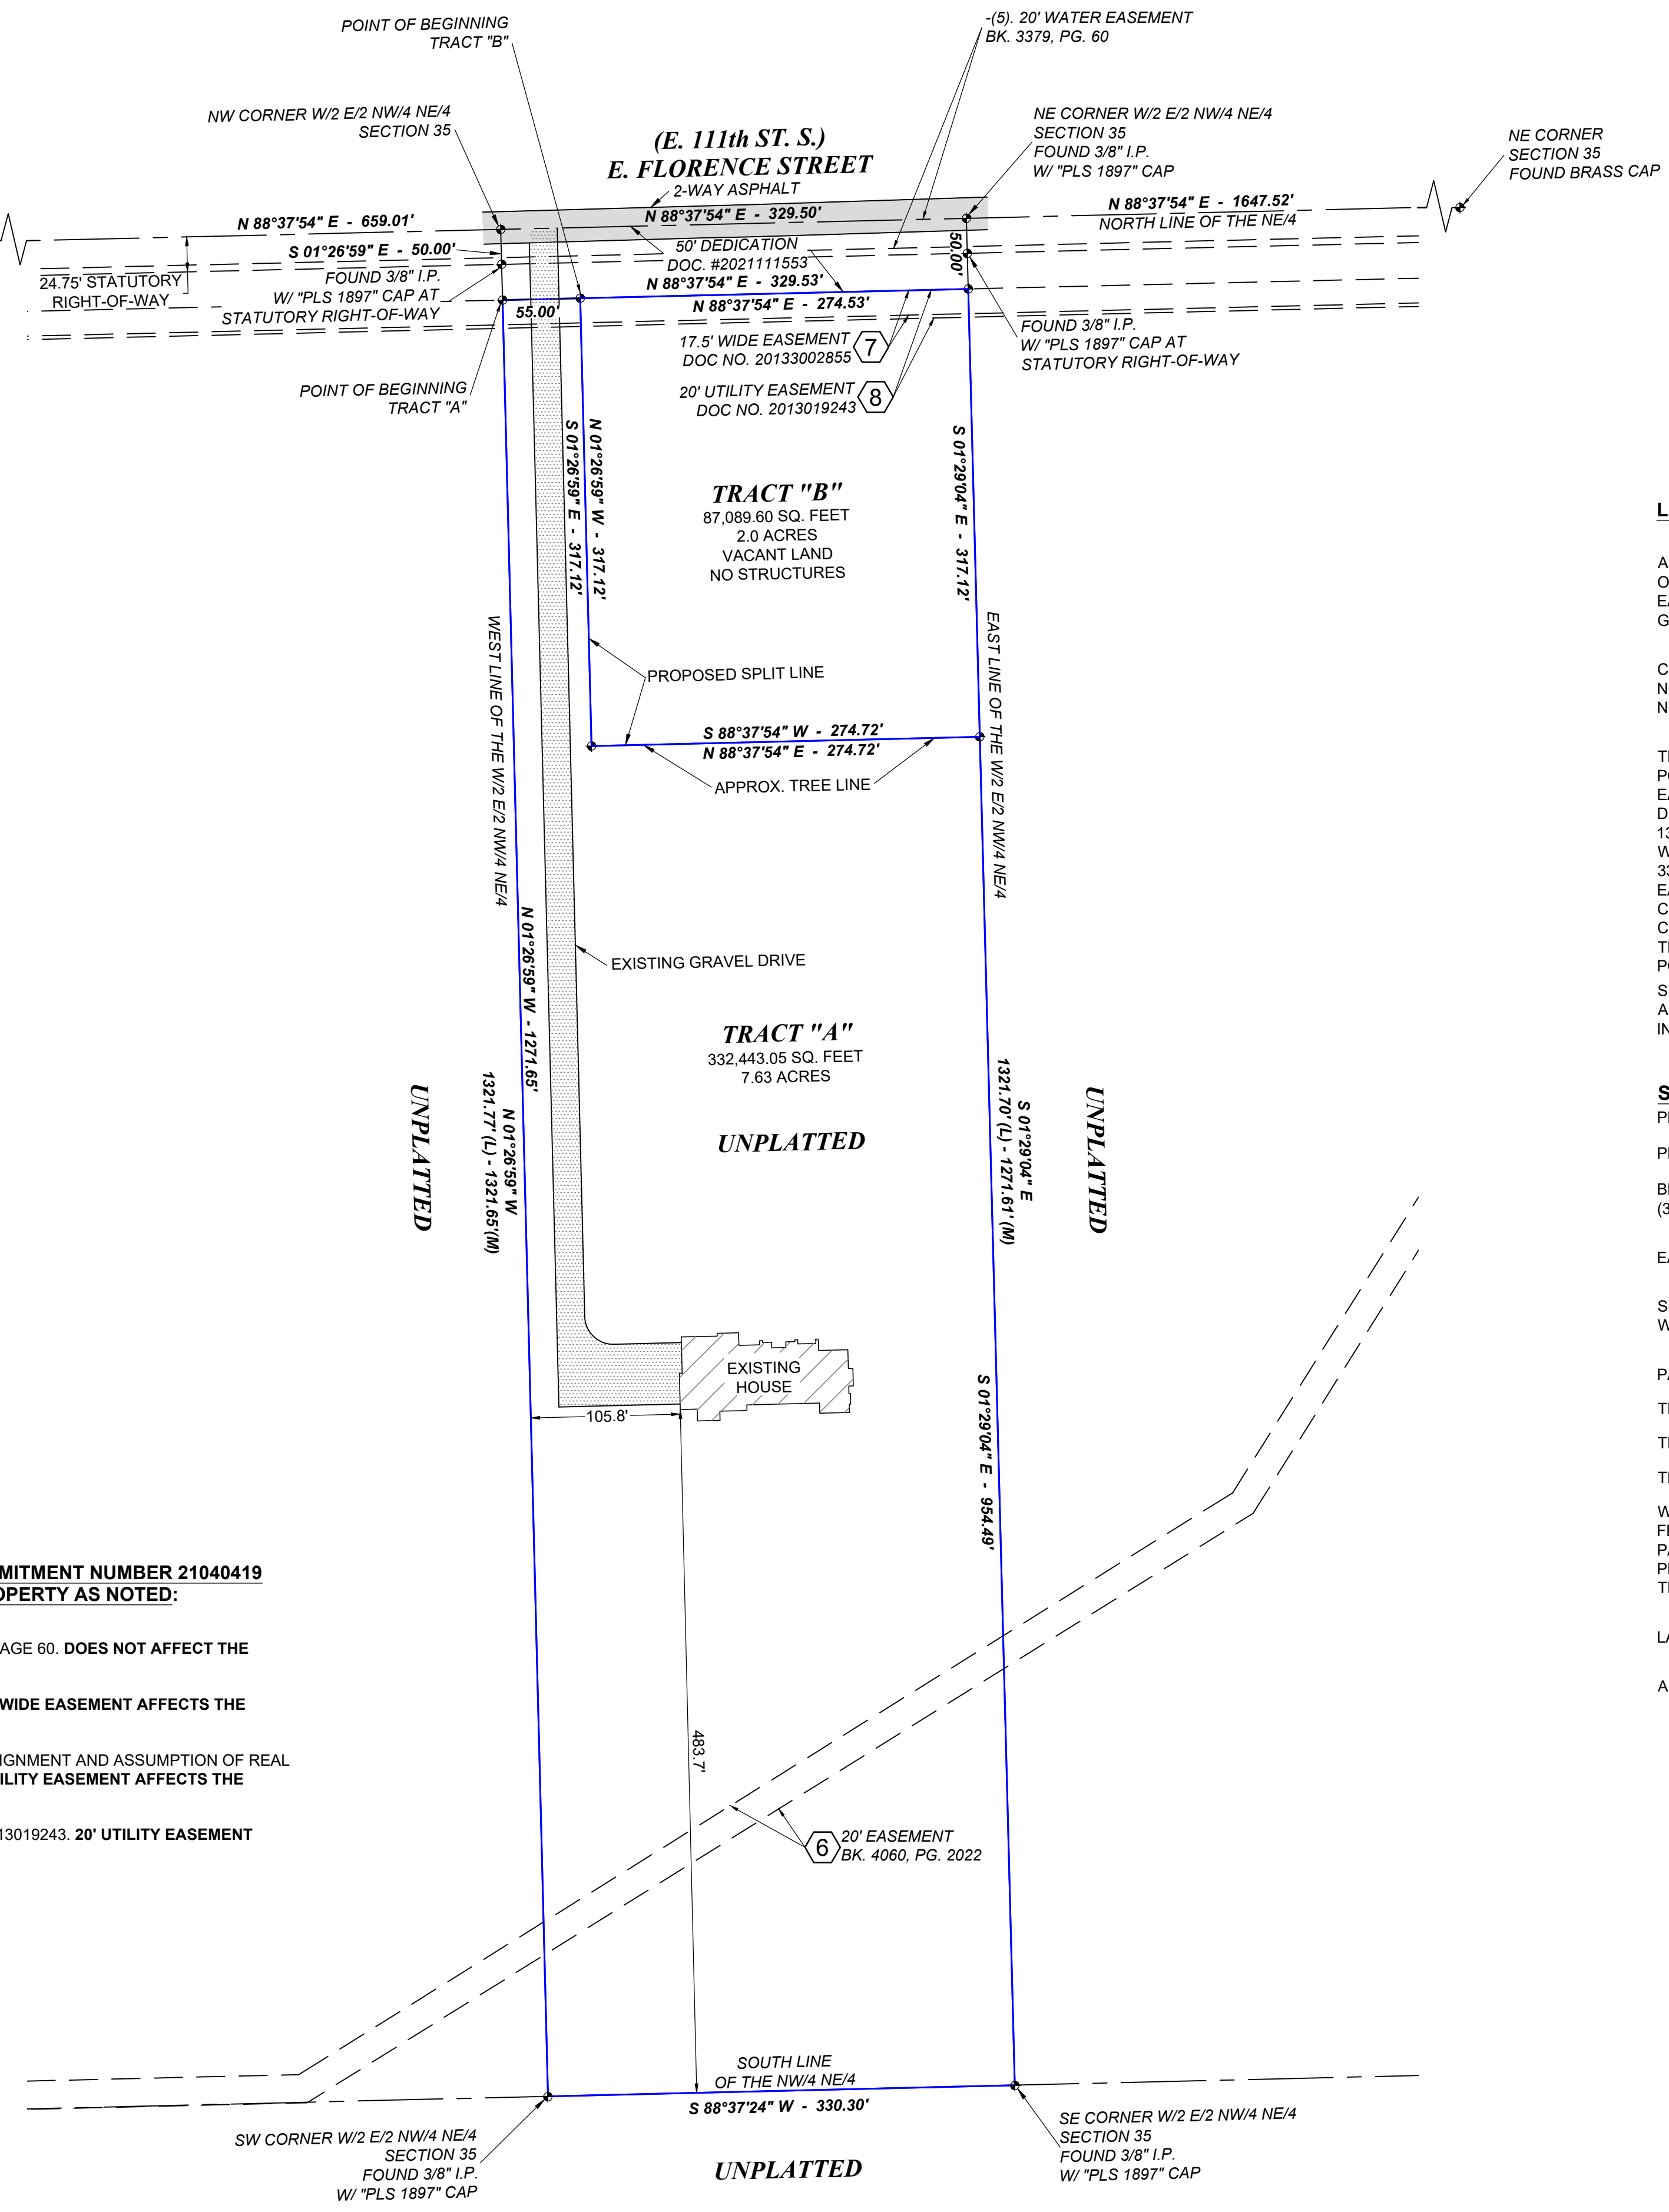 POINT OF BEGINNING
TRACT "B"
-(5). 20' WATER EASEMENT
BK. 3379, PG. 60
NW CORNER W/2 E/2 NW/4 NE/4
SECTION 35
(E. 111th ST. S.)
E. FLORENCE STREET
2-WAY ASPHALT
NE CORNER W/2 E/2 NW/4 NE/4
SECTION 35
FOUND 3/8" I.P.
W/ "PLS 1897" CAP
NE CORNER
SECTION 35
FOUND BRASS CAP
N 88°37'54" E - 659.01'
N 88°37'54" E - 329.50'
N 88°37'54" E - 1647.52'
NORTH LINE OF THE NE/4
S 01°26'59" E - 50.00'
50' DEDICATION
DOC. #2021111553
50.00'
24.75' STATUTORY
RIGHT-OF-WAY
FOUND 3/8" I.P.
W/ "PLS 1897" CAP AT
STATUTORY RIGHT-OF-WAY
N 88°37'54" E - 329.53'
55.00'
N 88°37'54" E - 274.53'
FOUND 3/8" I.P.
W/ "PLS 1897" CAP AT
STATUTORY RIGHT-OF-WAY
17.5' WIDE EASEMENT
DOC NO. 20133002855
7
20' UTILITY EASEMENT
DOC NO. 2013019243
8
POINT OF BEGINNING
TRACT "A"
S 01°26'59" E - 317.12'
N 01°26'59" W - 317.12'
S 01°29'04" E - 317.12'
TRACT "B"
87,089.60 SQ. FEET
2.0 ACRES
VACANT LAND
NO STRUCTURES
WEST LINE OF THE W/2 E/2 NW/4 NE/4
EAST LINE OF THE W/2 E/2 NW/4 NE/4
PROPOSED SPLIT LINE
S 88°37'54" W - 274.72'
N 88°37'54" E - 274.72'
APPROX. TREE LINE
N 01°26'59" W - 1271.65'
EXISTING GRAVEL DRIVE
TRACT "A"
332,443.05 SQ. FEET
7.63 ACRES
UNPLATTED
UNPLATTED
N 01°26'59" W
1321.77' (L) - 1321.65'(M)
S 01°29'04" E
1321.70' (L) - 1271.61' (M)
UNPLATTED
EXISTING
HOUSE
105.8'
S 01°29'04" E - 954.49'
483.7'
6
20' EASEMENT
BK. 4060, PG. 2022
MITMENT NUMBER 21040419
OPERTY AS NOTED:
AGE 60. DOES NOT AFFECT THE
WIDE EASEMENT AFFECTS THE
IGNMENT AND ASSUMPTION OF REAL
ILITY EASEMENT AFFECTS THE
13019243. 20' UTILITY EASEMENT
SOUTH LINE
OF THE NW/4 NE/4
S 88°37'24" W - 330.30'
SW CORNER W/2 E/2 NW/4 NE/4
SECTION 35
FOUND 3/8" I.P.
W/ "PLS 1897" CAP
SE CORNER W/2 E/2 NW/4 NE/4
SECTION 35
FOUND 3/8" I.P.
W/ "PLS 1897" CAP
UNPLATTED